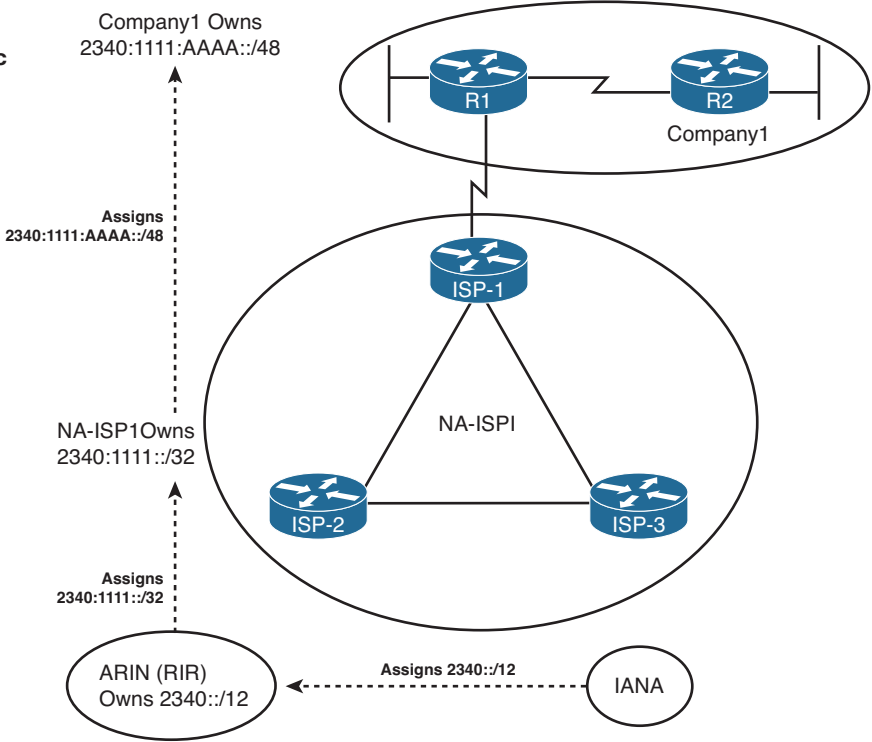 Company1 Owns
2340:1111:AAAA::/48
c
R1
R2
Company1
Assigns
2340:1111:AAAA::/48
ISP-1
NA-ISP1Owns
2340:1111::/32
NA-ISPI
ISP-2
ISP-3
Assigns
2340:1111::/32
ARIN (RIR)
Owns 2340::/12
Assigns 2340::/12
IANA